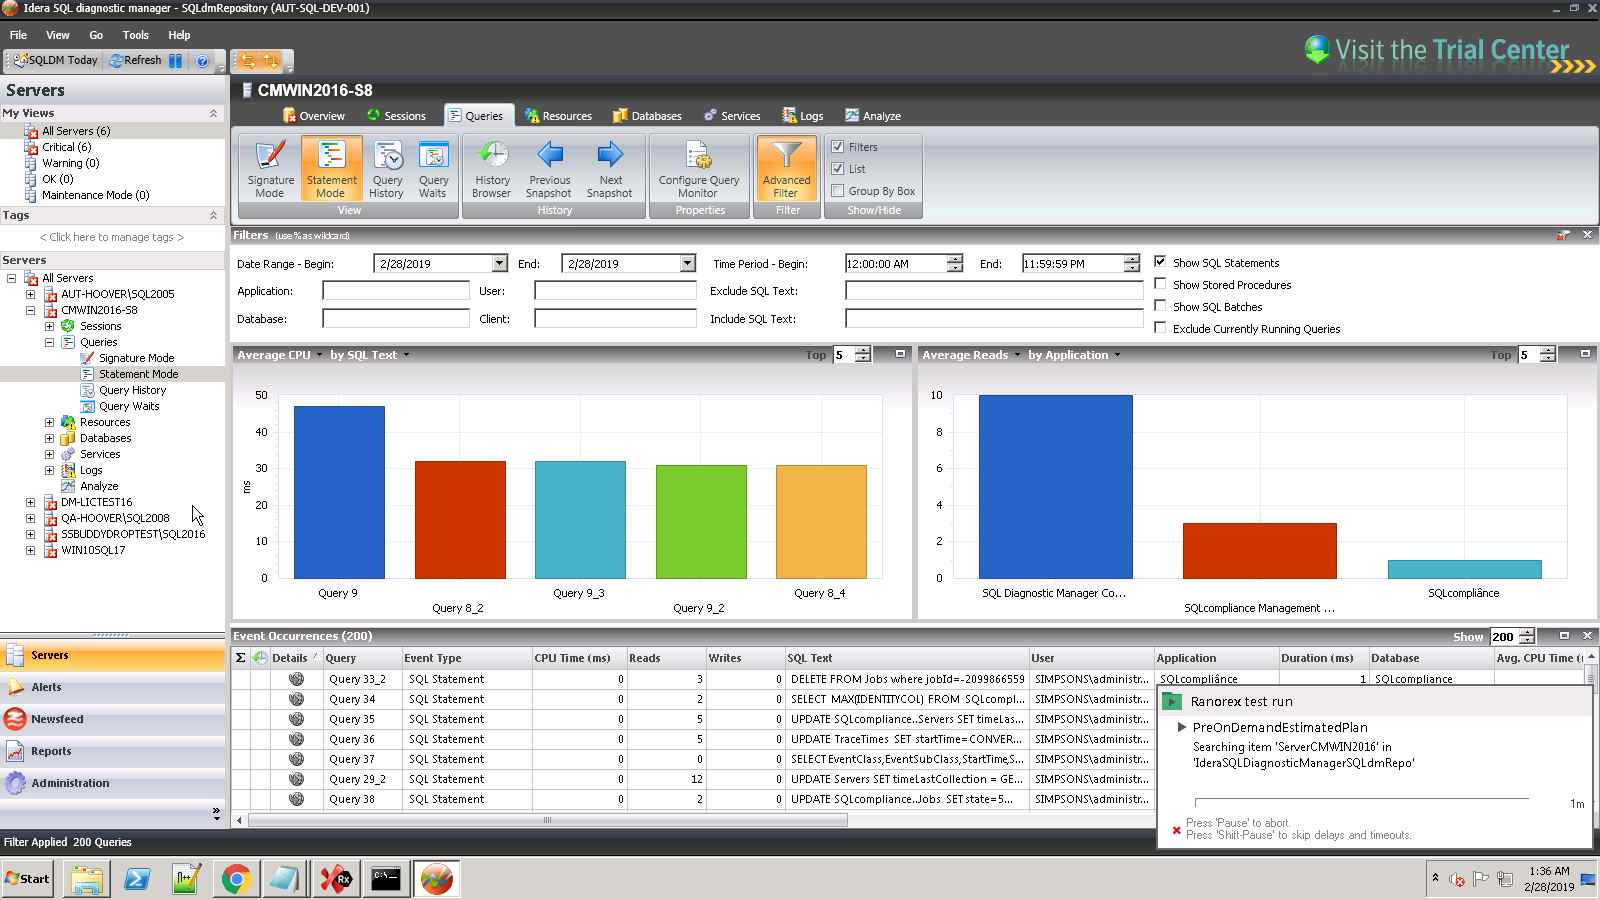 Idera SQL diagnostic manager - SQLdmRepository (AUT-SQL-DEV-001)
File View Go Tools Help
SQLDM Today Refresh
Visit the Trial Center
Servers
CMWIN2016-S8
My Views
All Servers (6)
Critical (6)
Warning (0)
OK (0)
Maintenance Mode (0)
Tags
< Click here to manage tags >
Servers
All Servers
AUT-HOOVER\SQL2005
CMWIN2016-S8
Sessions
Queries
Signature Mode
Statement Mode
Query History
Query Waits
Resources
Databases
Services
Logs
Analyze
DM-LICTEST16
QA-HOOVER\SQL2008
SSBUDDYDROPTEST\SQL2016
WIN10SQL17
Servers
Alerts
Newsfeed
Reports
Administration
Overview Sessions Queries Resources Databases Services Logs Analyze
Signature Mode
Statement Mode
Query History
Query Waits
View
History Browser
Previous Snapshot
Next Snapshot
History
Configure Query Monitor
Properties
Advanced Filter
Filter
Filters
List
Group By Box
Show/Hide
Filters (use % as wildcard)
Date Range - Begin: 2/28/2019 End: 2/28/2019 Time Period - Begin: 12:00:00 AM End: 11:59:59 PM Show SQL Statements
Show Stored Procedures
Application: User: Exclude SQL Text:
Show SQL Batches
Database: Client: Include SQL Text:
Exclude Currently Running Queries
Average CPU by SQL Text Top 5
50
40
30
20
10
0
ms
Query 9
Query 8_2
Query 9_3
Query 9_2
Query 8_4
Average Reads by Application Top 5
10
8
6
4
2
0
SQL Diagnostic Manager Co...
SQLcompliance Management ...
SQLcompliânce
Event Occurrences (200) Show 200
Σ Details Query Event Type CPU Time (ms) Reads Writes SQL Text User Application Duration (ms) Database Avg. CPU Time (
Query 33_2 SQL Statement 0 3 0 DELETE FROM Jobs where jobId=-2099866559 SIMPSONS\administr... SQLcompliânce 1 SQLcompliance
Query 34 SQL Statement 0 2 0 SELECT MAX(IDENTITYCOL) FROM SQLcompl... SIMPSONS\administr...
Query 35 SQL Statement 0 5 0 UPDATE SQLcompliance..Servers SET timeLas... SIMPSONS\administr...
Query 36 SQL Statement 0 5 0 UPDATE TraceTimes SET startTime=CONVER... SIMPSONS\administr...
Query 37 SQL Statement 0 0 0 SELECT EventClass,EventSubClass,StartTime,S... SIMPSONS\administr...
Query 29_2 SQL Statement 0 12 0 UPDATE Servers SET timeLastCollection = GE... SIMPSONS\administr...
Query 38 SQL Statement 0 2 0 UPDATE SQLcompliance..Jobs SET state=5... SIMPSONS\administr...
Ranorex test run
PreOnDemandEstimatedPlan
Searching item 'ServerCMWIN2016' in
'IderaSQLDiagnosticManagerSQLdmRepo'
1m
Press 'Pause' to abort.
Press 'Shift-Pause' to skip delays and timeouts.
Filter Applied 200 Queries
Start
Rx
C:\
1:36 AM
2/28/2019